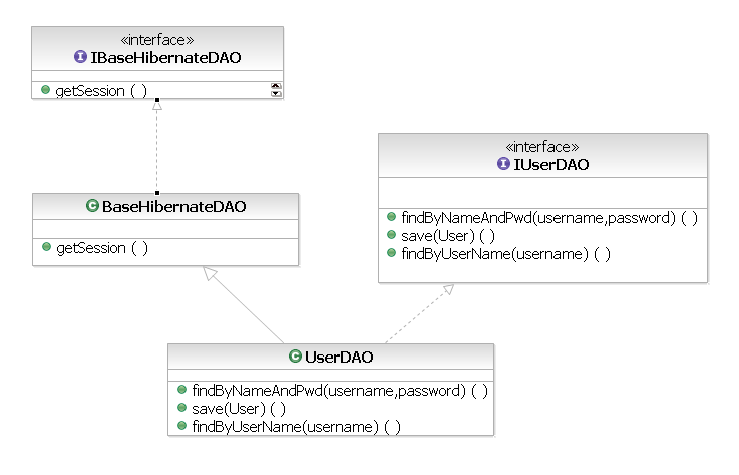 «interface»
IBaseHibernateDAO
getSession ( )
BaseHibernateDAO
getSession ( )
«interface»
IUserDAO
findByNameAndPwd(username,password) ( )
save(User) ( )
findByUserName(username) ( )
UserDAO
findByNameAndPwd(username,password) ( )
save(User) ( )
findByUserName(username) ( )